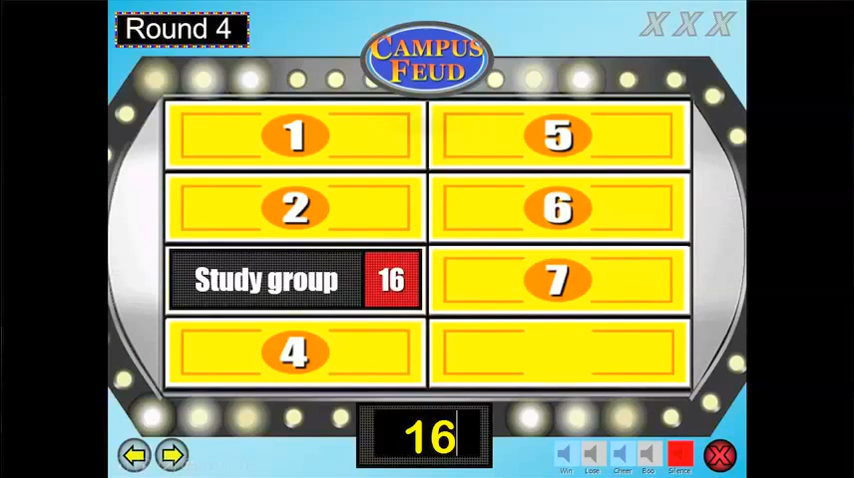 Round 4
X X X
CAMPUS
FEUD
1
5
2
6
Study group 16
7
4
16
Win Lose Cheer Boo Silence
X